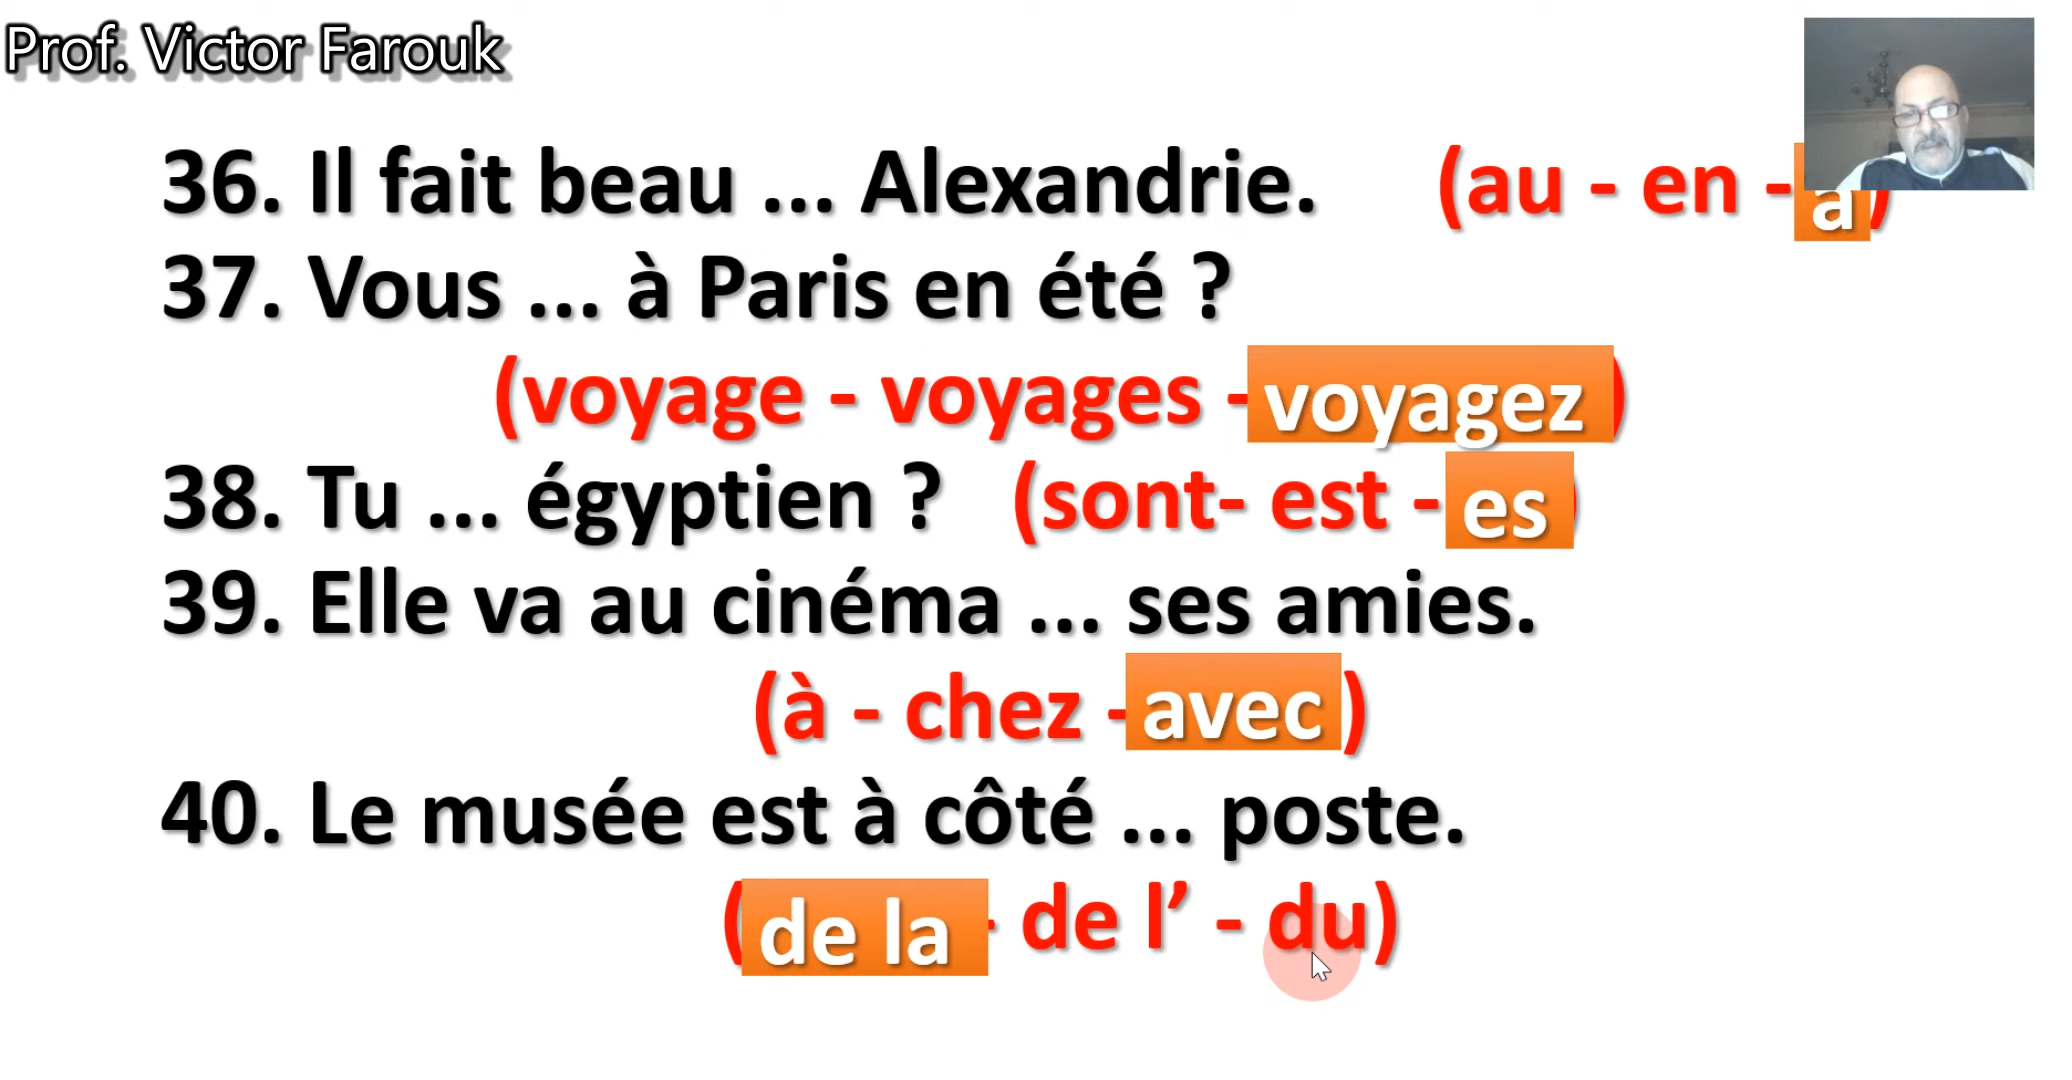 Prof. Victor Farouk
36. Il fait beau ... Alexandrie. (au - en - à)
37. Vous ... à Paris en été ?
(voyage - voyages - voyagez )
38. Tu ... égyptien ? (sont- est - es )
39. Elle va au cinéma ... ses amies.
(à - chez - avec )
40. Le musée est à côté ... poste.
( de la - de l’ - du)